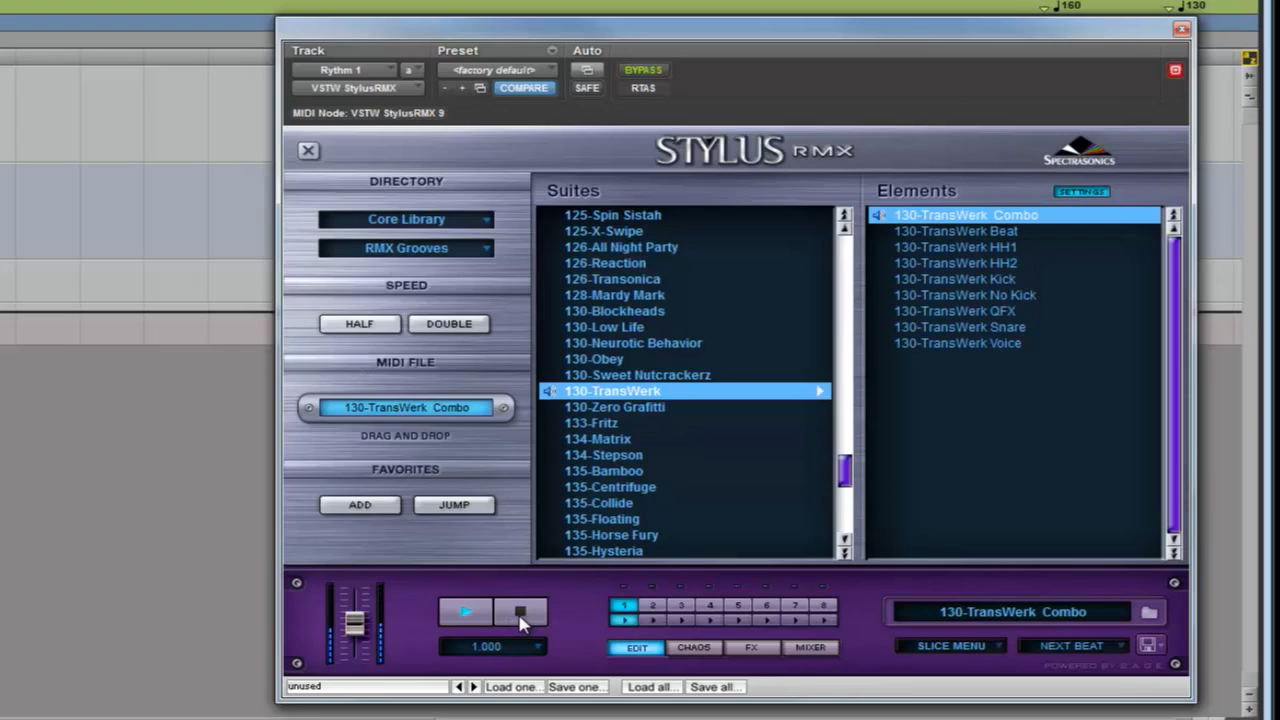 160 130
Track Preset Auto
Rythm 1 a <factory default> BYPASS
VSTW StylusRMX - + COMPARE SAFE RTAS
MIDI Node: VSTW StylusRMX 9
STYLUS RMX
SPECTRASONICS
DIRECTORY
Core Library
RMX Grooves
SPEED
HALF DOUBLE
MIDI FILE
130-TransWerk Combo
DRAG AND DROP
FAVORITES
ADD JUMP
Suites
125-Spin Sistah
125-X-Swipe
126-All Night Party
126-Reaction
126-Transonica
128-Mardy Mark
130-Blockheads
130-Low Life
130-Neurotic Behavior
130-Obey
130-Sweet Nutcrackerz
130-TransWerk
130-Zero Grafitti
133-Fritz
134-Matrix
134-Stepson
135-Bamboo
135-Centrifuge
135-Collide
135-Floating
135-Horse Fury
135-Hysteria
Elements SETTINGS
130-TransWerk Combo
130-TransWerk Beat
130-TransWerk HH1
130-TransWerk HH2
130-TransWerk Kick
130-TransWerk No Kick
130-TransWerk QFX
130-TransWerk Snare
130-TransWerk Voice
1 2 3 4 5 6 7 8
130-TransWerk Combo
1.000 EDIT CHAOS FX MIXER SLICE MENU NEXT BEAT
POWERED BY S.A.G.E.
unused Load one... Save one... Load all... Save all...